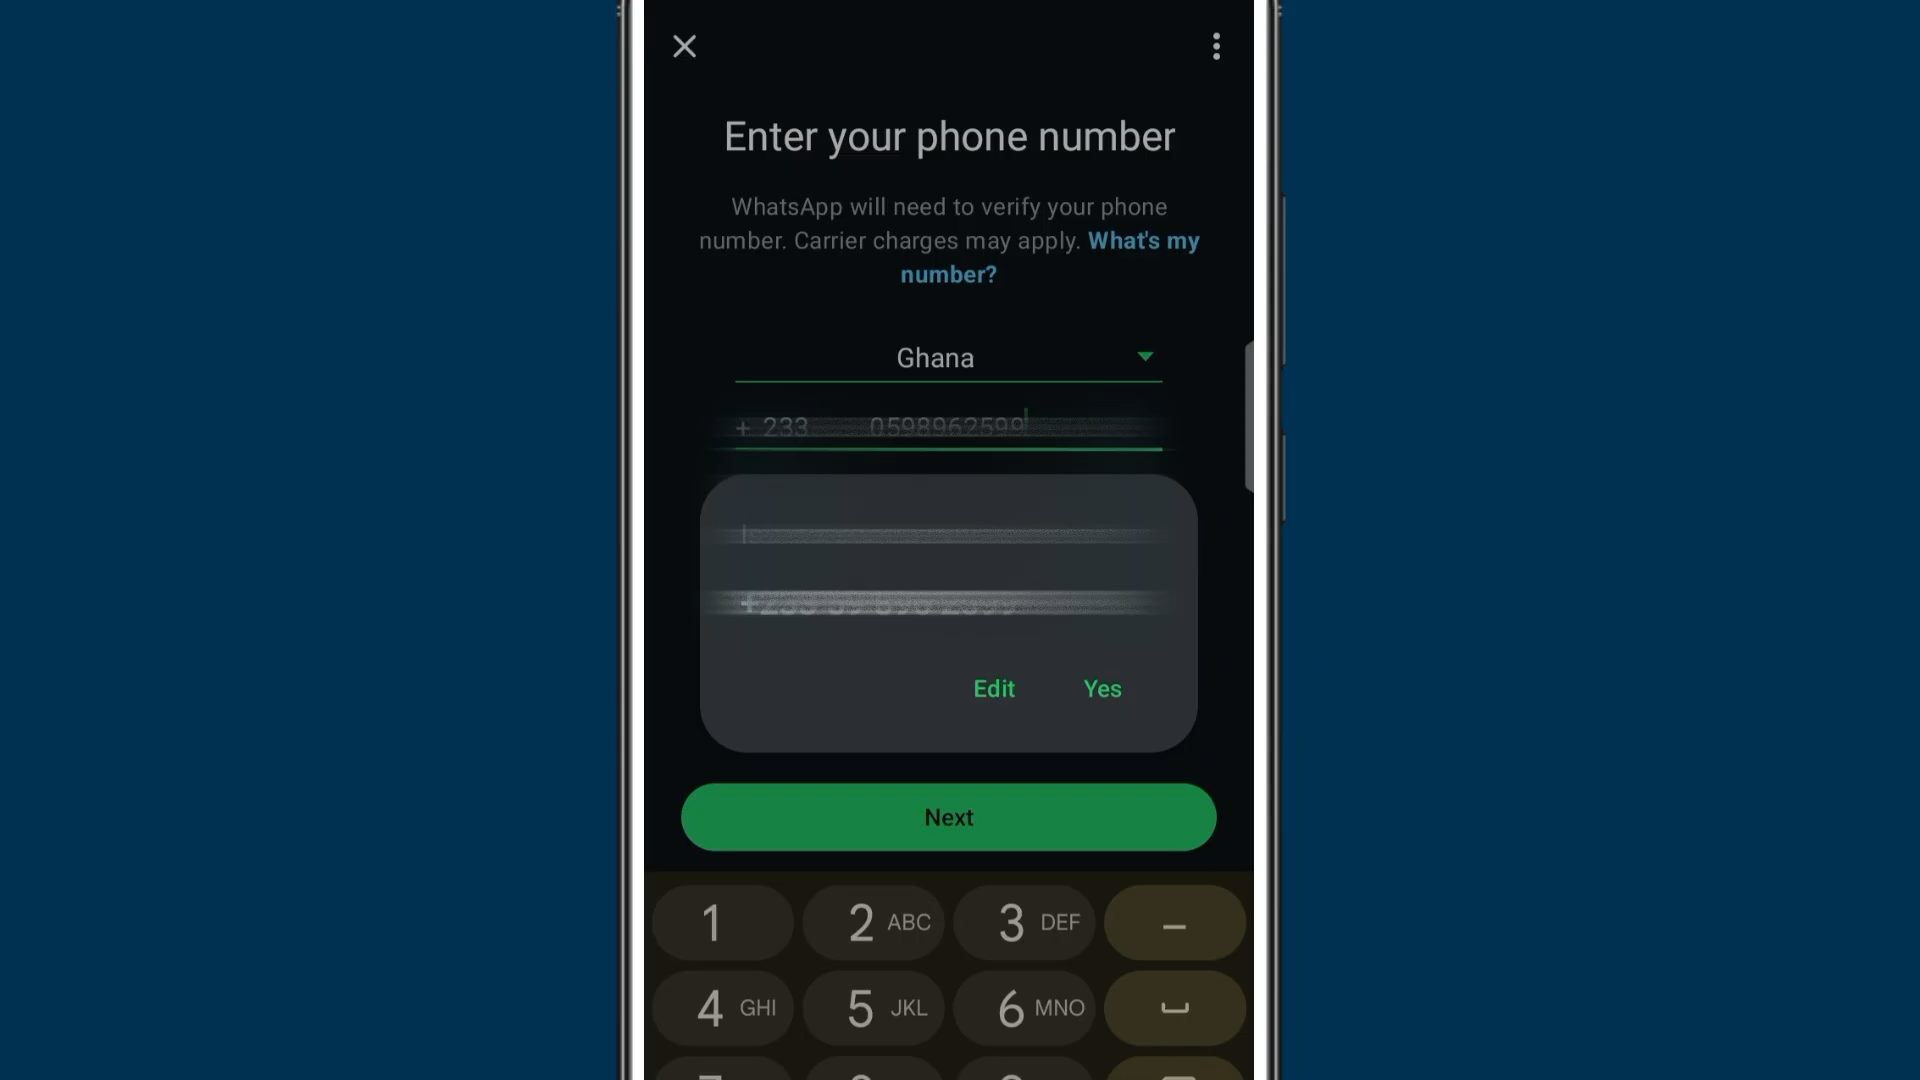 Enter your phone number
WhatsApp will need to verify your phone
number. Carrier charges may apply. What's my
number?
Ghana
+ 233 0598962599
Edit Yes
Next
1 2 ABC 3 DEF –
4 GHI 5 JKL 6 MNO